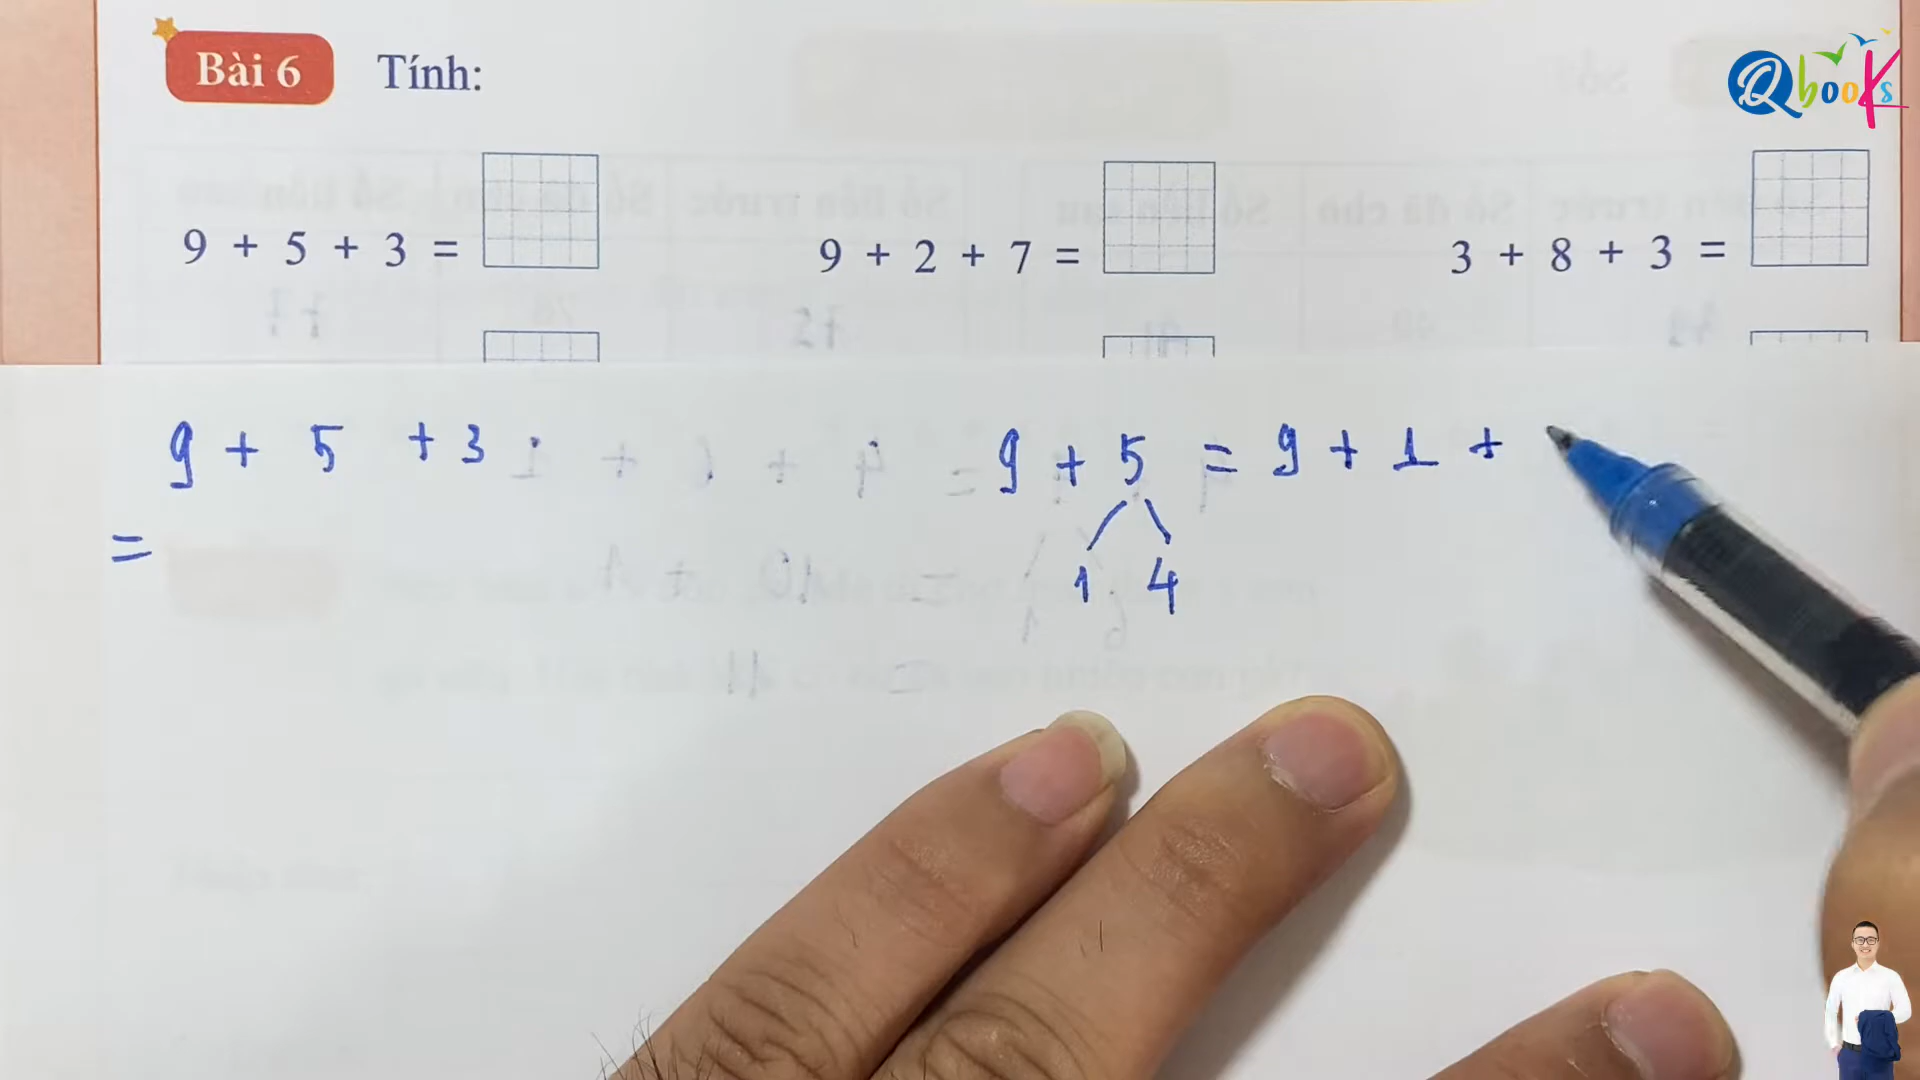 Bài 6 Tính:
Qbooks
9 + 5 + 3 =
9 + 2 + 7 =
3 + 8 + 3 =
9 + 5 + 3
9 + 5 = 9 + 1 +
=
1 4